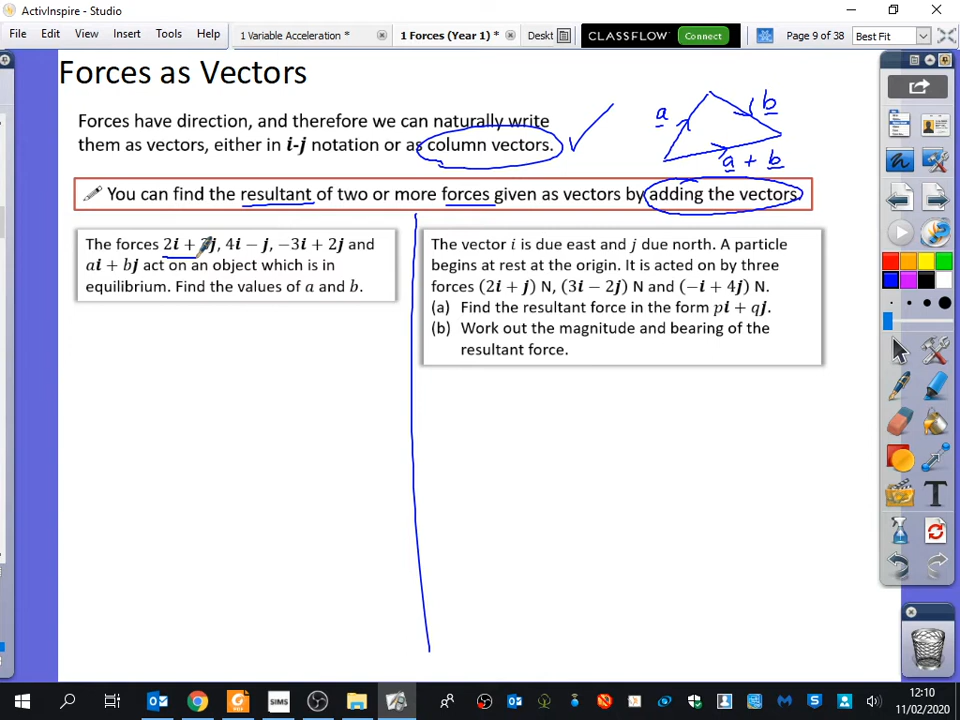 ActivInspire - Studio
File Edit View Insert Tools Help
1 Variable Acceleration *
1 Forces (Year 1) *
Deskt
CLASSFLOW Connect
Page 9 of 38
Best Fit
Forces as Vectors
Forces have direction, and therefore we can naturally write
them as vectors, either in i-j notation or as column vectors.
a
b
a + b
You can find the resultant of two or more forces given as vectors by adding the vectors.
The forces 2i + j, 4i − j, −3i + 2j and
ai + bj act on an object which is in
equilibrium. Find the values of a and b.
The vector i is due east and j due north. A particle
begins at rest at the origin. It is acted on by three
forces (2i + j) N, (3i − 2j) N and (−i + 4j) N.
(a) Find the resultant force in the form pi + qj.
(b) Work out the magnitude and bearing of the
resultant force.
SIMS
12:10
11/02/2020